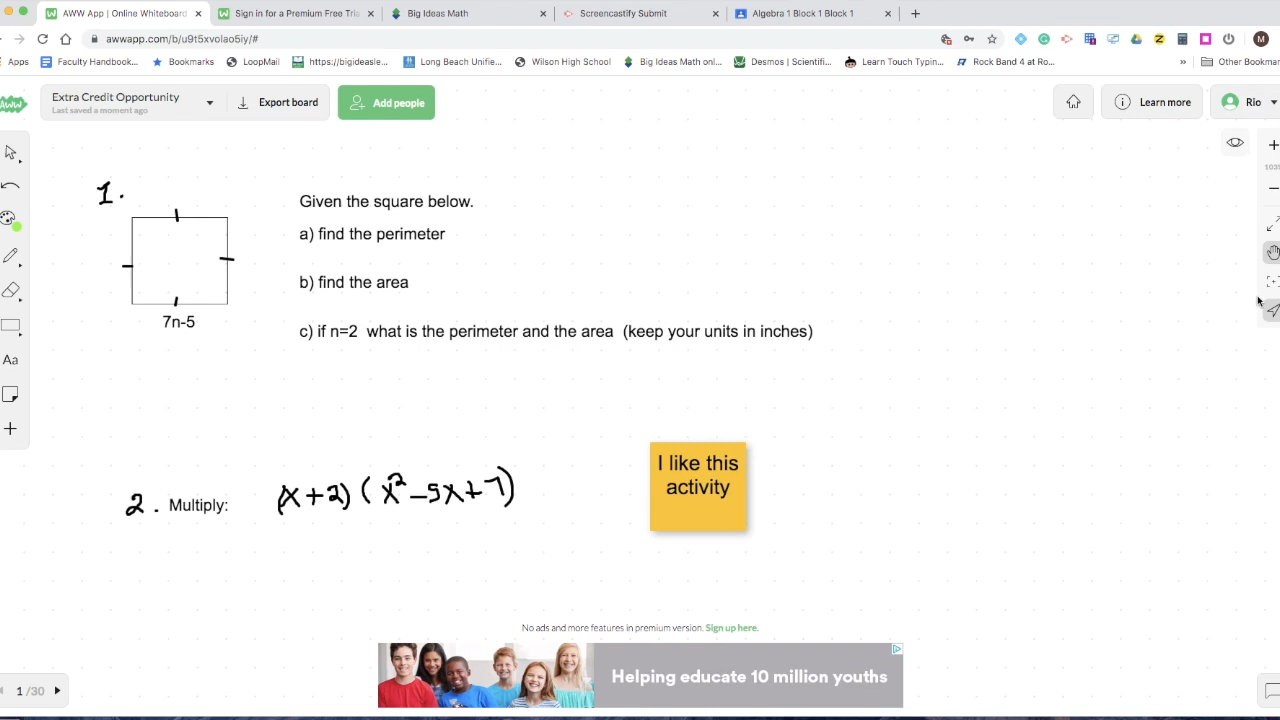 AWW App | Online Whiteboard
Sign in for a Premium Free Tria
Big Ideas Math
Screencastify Submit
Algebra 1 Block 1 Block 1
awwapp.com/b/u9t5xvolao5iy/#
M
Apps
Faculty Handbook...
Bookmarks
LoopMail
https://bigideasle...
Long Beach Unifie...
Wilson High School
Big Ideas Math onl...
Desmos | Scientifi...
Learn Touch Typin...
Rock Band 4 at Ro...
»
Other Bookmar
AWW
Extra Credit Opportunity
Last saved a moment ago
Export board
Add people
Learn more
Rio
1.
Given the square below.
a) find the perimeter
b) find the area
7n-5
c) if n=2 what is the perimeter and the area (keep your units in inches)
Aa
I like this
activity
2. Multiply: (x+2)(x²-5x+7)
No ads and more features in premium version. Sign up here.
Helping educate 10 million youths
1 /30